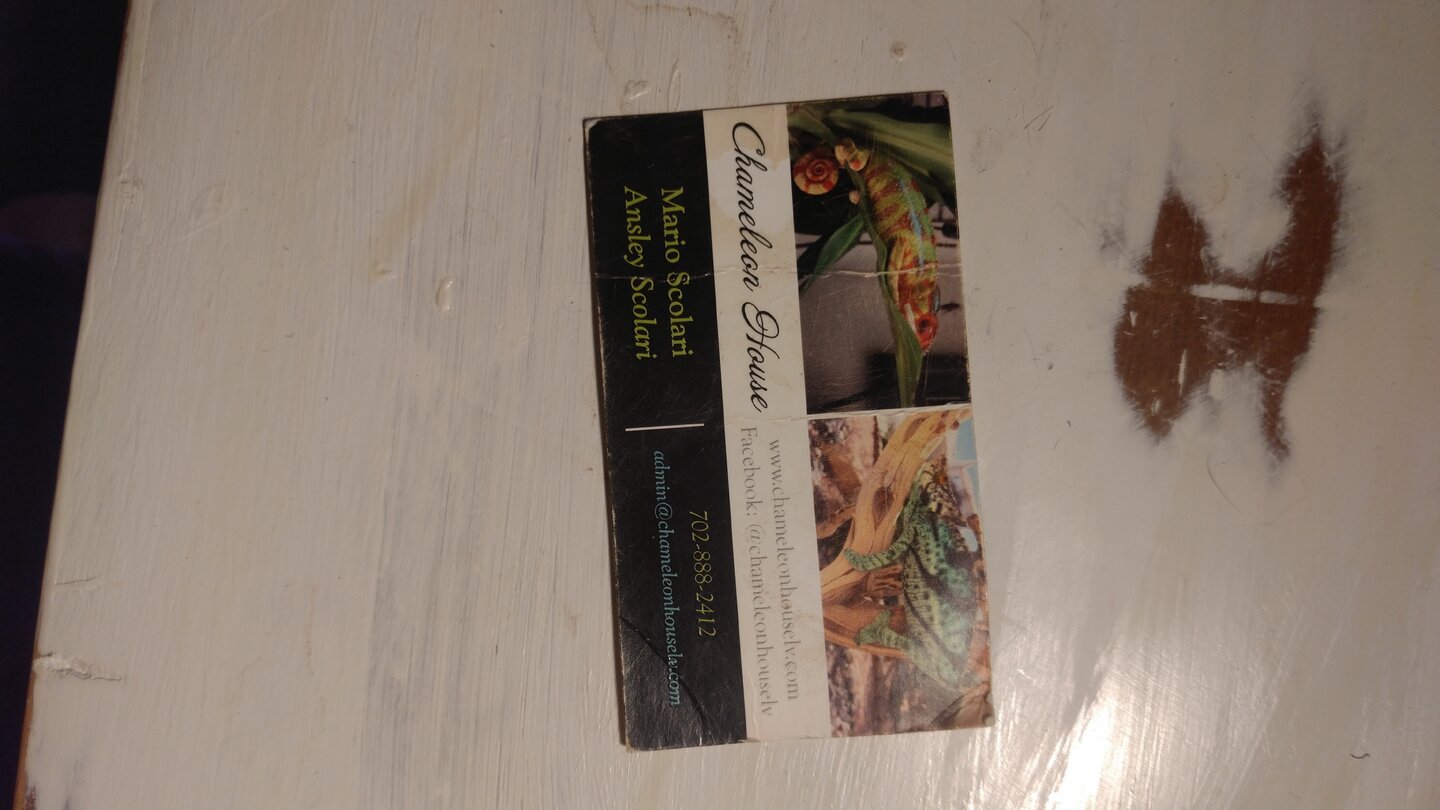 Chameleon House
www.chameleonhouselv.com
Facebook: @chameleonhouselv
Mario Scolari
Ansley Scolari
702-888-2412
admin@chameleonhouselv.com